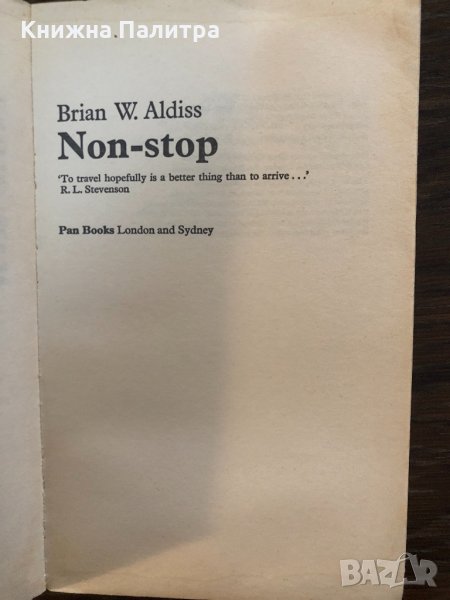 Книжна Палитра
Brian W. Aldiss
Non-stop
‘To travel hopefully is a better thing than to arrive . . .’
R. L. Stevenson
Pan Books London and Sydney
BAZAR